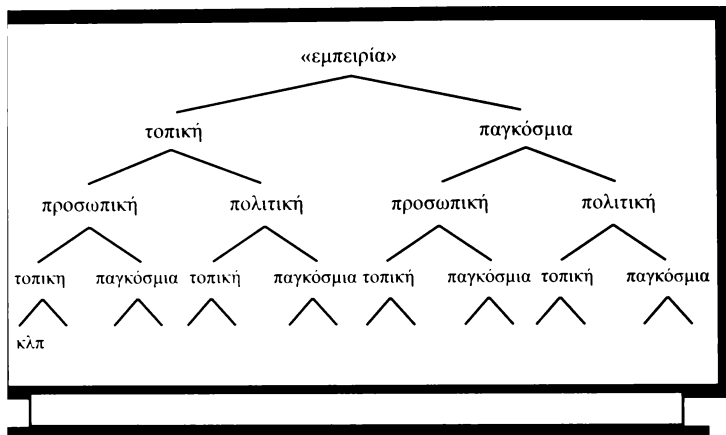 «εμπειρία»
τοπική παγκόσμια
προσωπική πολιτική προσωπική πολιτική
τοπικη παγκόσμια τοπική παγκόσμια τοπική παγκόσμια τοπική παγκόσμια
κλπ